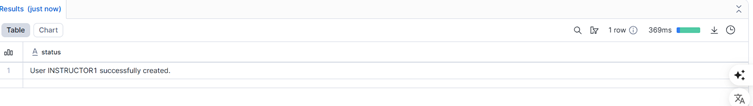 Results (just now)
Table Chart 1 row 369ms
A status
1 User INSTRUCTOR1 successfully created.